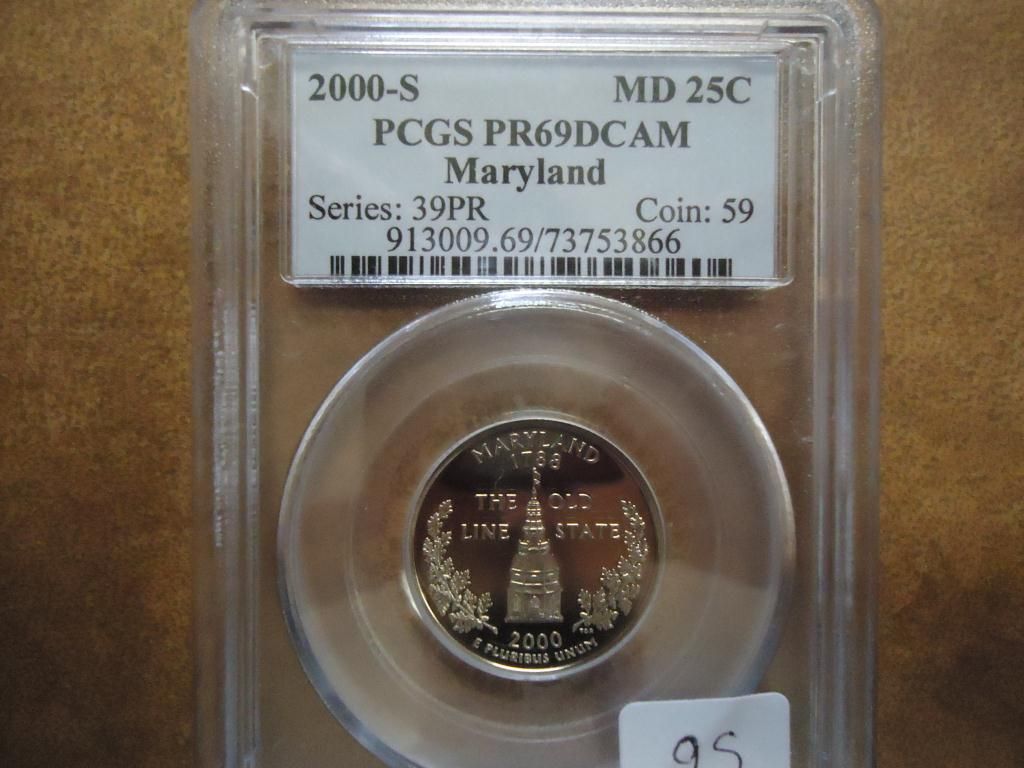 2000-S MD 25C
PCGS PR69DCAM
Maryland
Series: 39PR Coin: 59
913009.69/73753866
MARYLAND
1788
THE OLD
LINE STATE
2000
E PLURIBUS UNUM
95